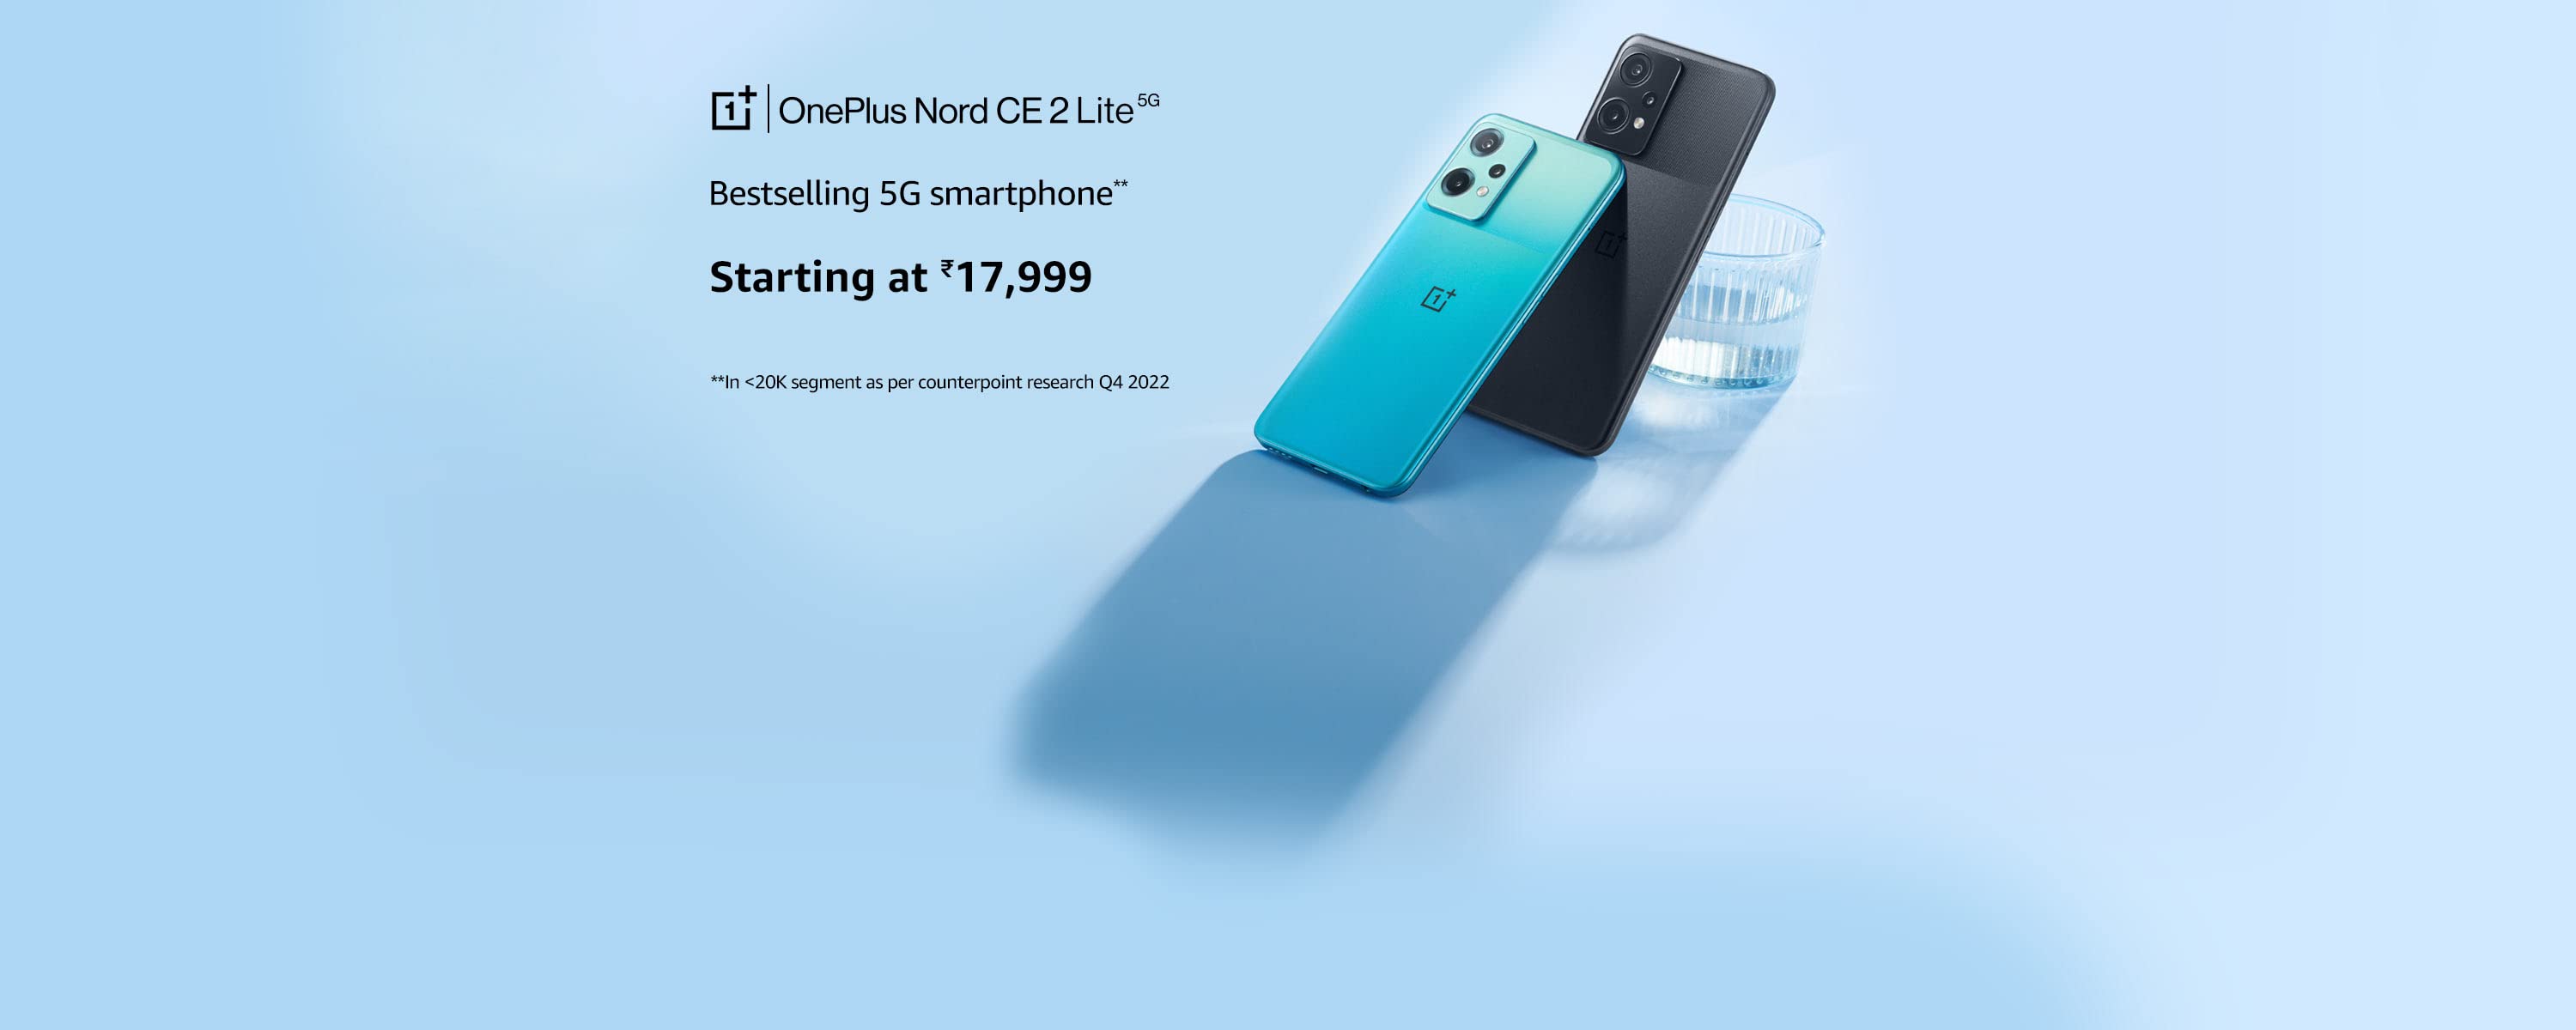 1+ | OnePlus Nord CE 2 Lite 5G
Bestselling 5G smartphone**
Starting at ₹17,999
**In <20K segment as per counterpoint research Q4 2022